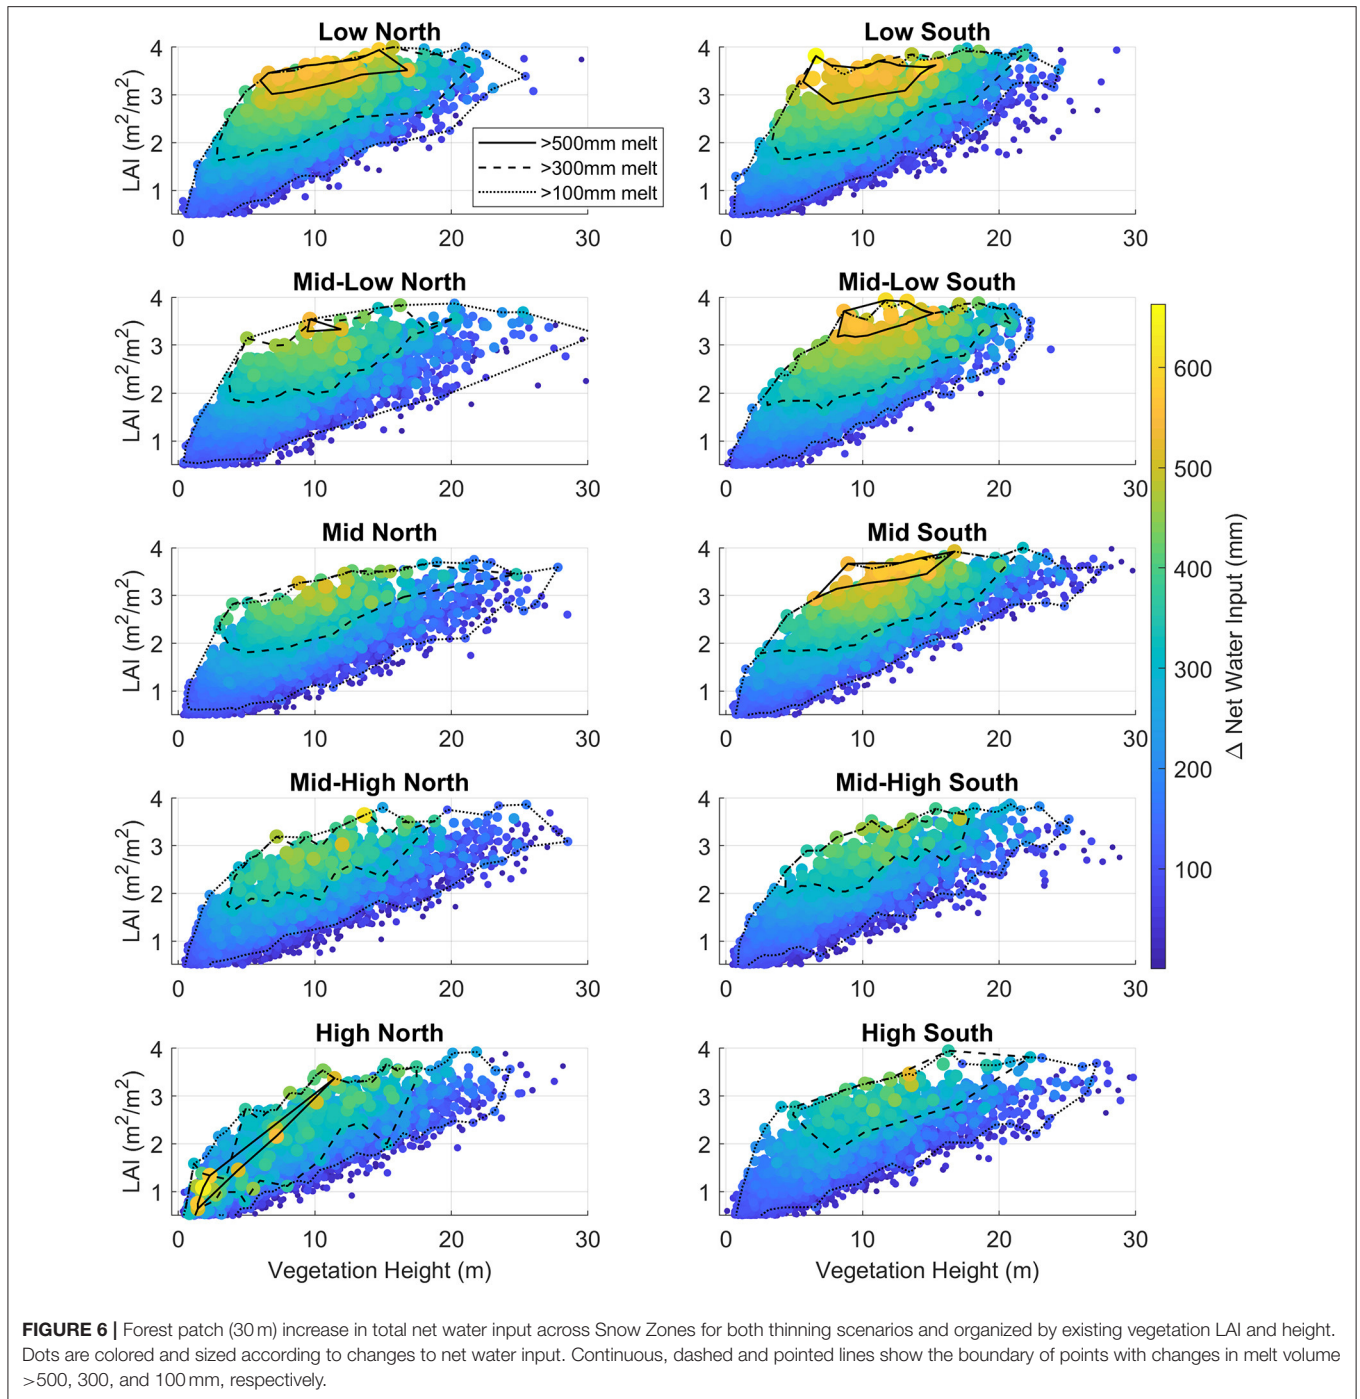 Low North
LAI (m²/m²)
4
3
2
1
0 10 20 30
>500mm melt
>300mm melt
>100mm melt
Low South
4
3
2
1
0 10 20 30
Mid-Low North
LAI (m²/m²)
4
3
2
1
0 10 20 30
Mid-Low South
4
3
2
1
0 10 20 30
Mid North
LAI (m²/m²)
4
3
2
1
0 10 20 30
Mid South
4
3
2
1
0 10 20 30
Mid-High North
LAI (m²/m²)
4
3
2
1
0 10 20 30
Mid-High South
4
3
2
1
0 10 20 30
High North
LAI (m²/m²)
4
3
2
1
0 10 20 30
Vegetation Height (m)
High South
4
3
2
1
0 10 20 30
Vegetation Height (m)
600
500
400
300
200
100
Δ Net Water Input (mm)
FIGURE 6 | Forest patch (30 m) increase in total net water input across Snow Zones for both thinning scenarios and organized by existing vegetation LAI and height.
Dots are colored and sized according to changes to net water input. Continuous, dashed and pointed lines show the boundary of points with changes in melt volume
>500, 300, and 100 mm, respectively.